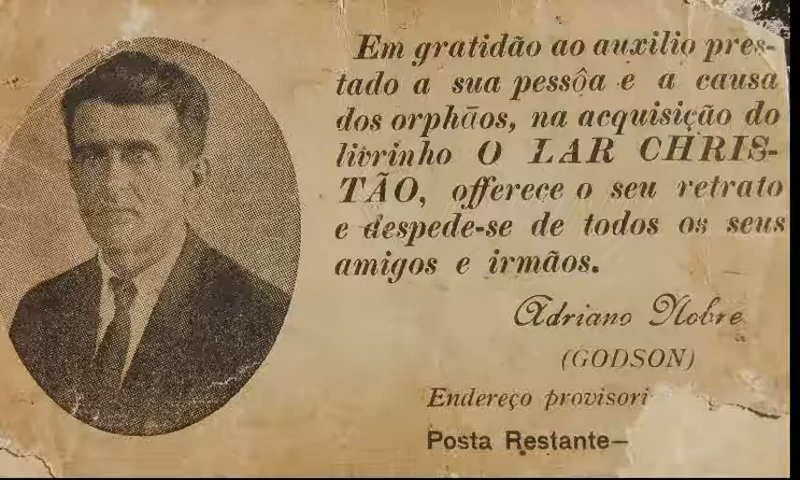 Em gratidão ao auxilio pres-
tado a sua pessôa e a causa
dos orphãos, na acquisição do
livrinho O LAR CHRIS-
TÃO, offerece o seu retrato
e despede-se de todos os seus
amigos e irmãos.
Adriano Nobre
(GODSON)
Endereço provisori
Posta Restante—